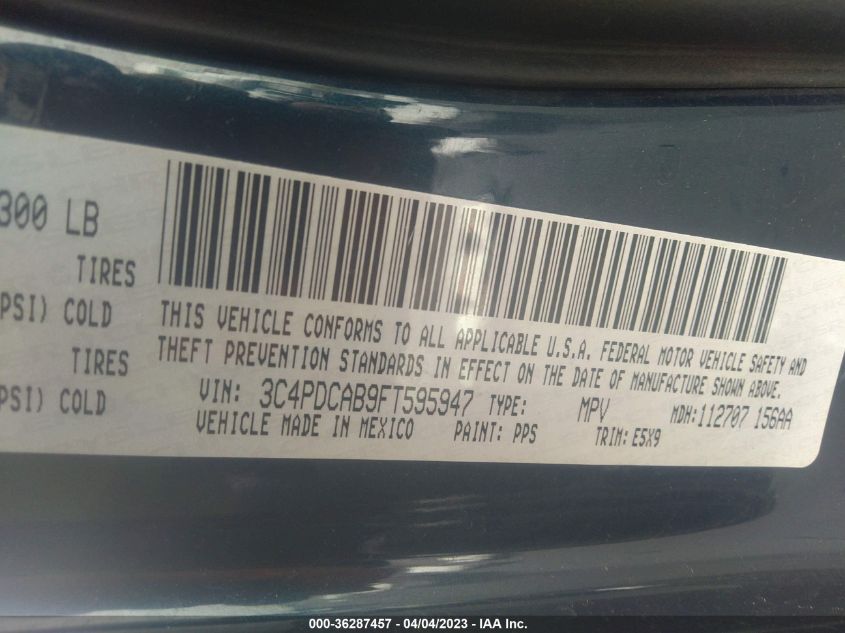 300 LB
TIRES
PSI) COLD
TIRES
PSI) COLD
THIS VEHICLE CONFORMS TO ALL APPLICABLE U.S.A. FEDERAL MOTOR VEHICLE SAFETY AND
THEFT PREVENTION STANDARDS IN EFFECT ON THE DATE OF MANUFACTURE SHOWN ABOVE.
VIN: 3C4PDCAB9FT595947 TYPE: MPV MDH:112707 156AA
VEHICLE MADE IN MEXICO PAINT: PPS TRIM: E5X9
000-36287457 - 04/04/2023 - IAA Inc.